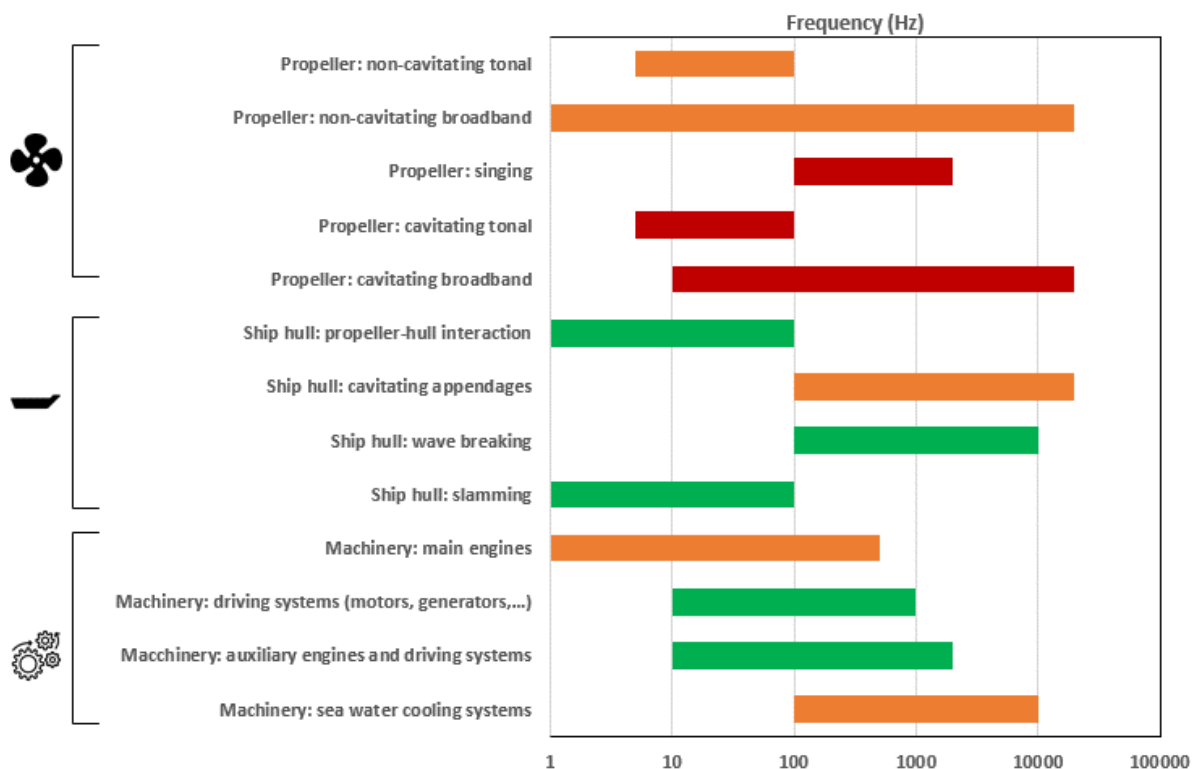 Frequency (Hz)
Propeller: non-cavitating tonal
Propeller: non-cavitating broadband
Propeller: singing
Propeller: cavitating tonal
Propeller: cavitating broadband
Ship hull: propeller-hull interaction
Ship hull: cavitating appendages
Ship hull: wave breaking
Ship hull: slamming
Machinery: main engines
Machinery: driving systems (motors, generators,...)
Macchinery: auxiliary engines and driving systems
Machinery: sea water cooling systems
1 10 100 1000 10000 100000